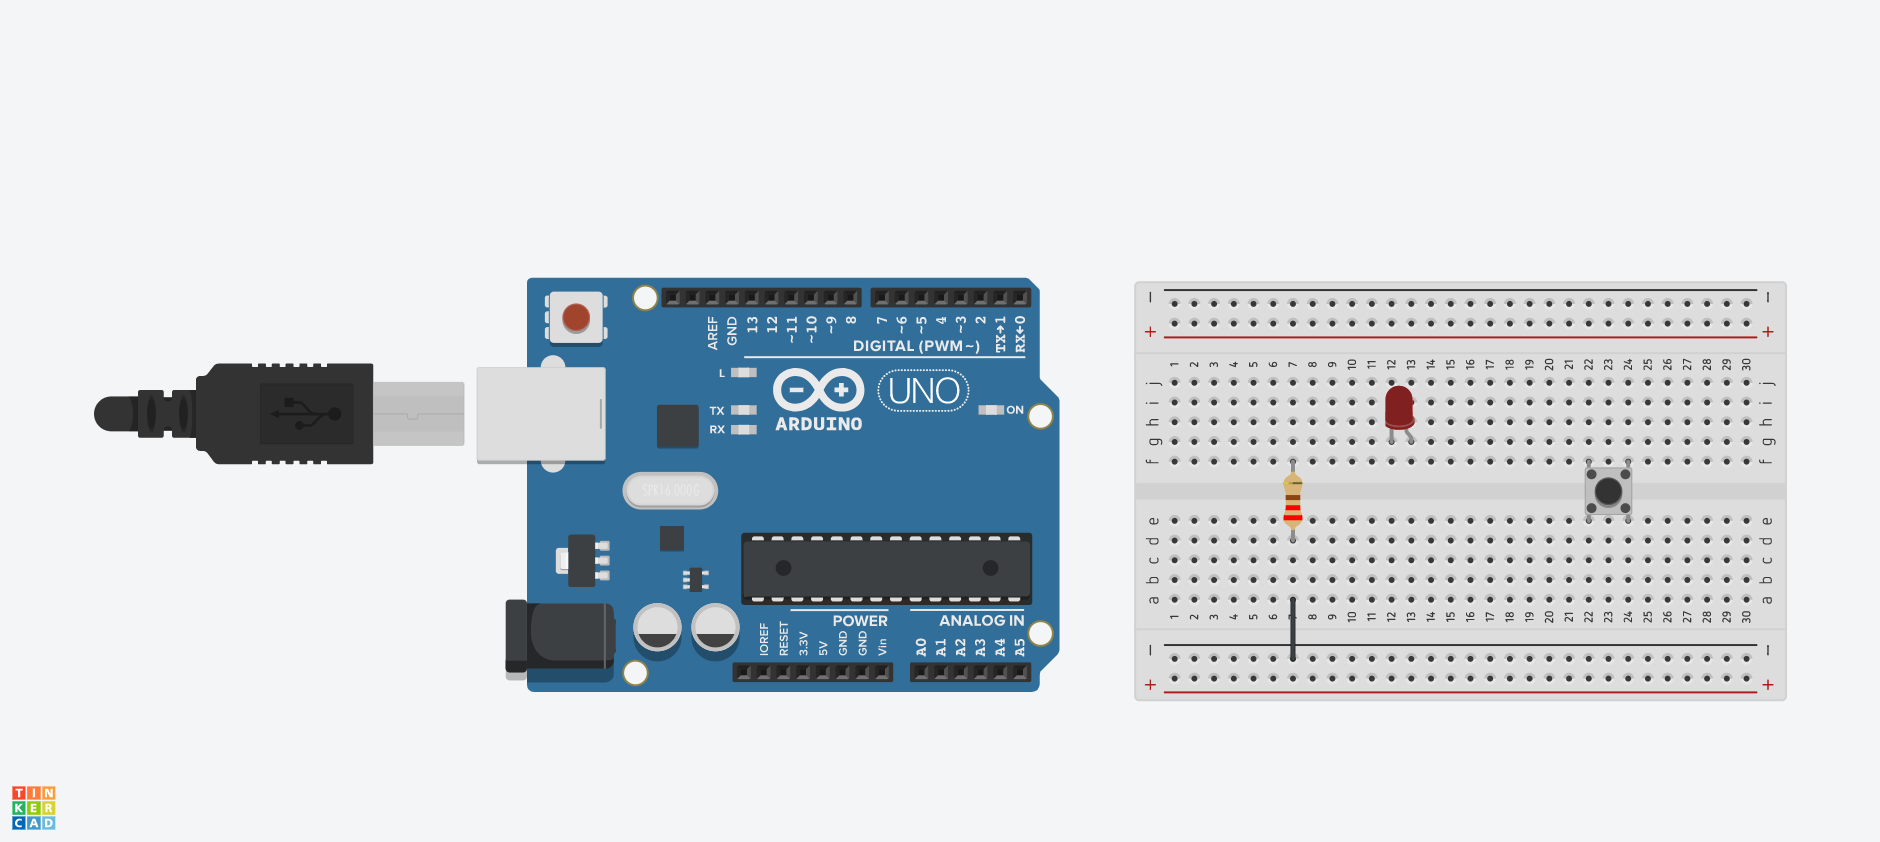 AREF GND 13 12 ~11 ~10 ~9 8 7 ~6 ~5 4 ~3 2 TX→1 RX←0
DIGITAL (PWM~)
L
TX
RX
UNO
ON
ARDUINO
SPK16.000G
POWER
ANALOG IN
IOREF RESET 3.3V 5V GND GND Vin A0 A1 A2 A3 A4 A5
− −
+ +
1 2 3 4 5 6 7 8 9 10 11 12 13 14 15 16 17 18 19 20 21 22 23 24 25 26 27 28 29 30
j j
i i
h h
g g
f f
e e
d d
c c
b b
a a
1 2 3 4 5 6 7 8 9 10 11 12 13 14 15 16 17 18 19 20 21 22 23 24 25 26 27 28 29 30
− −
+ +
TIN
KER
CAD